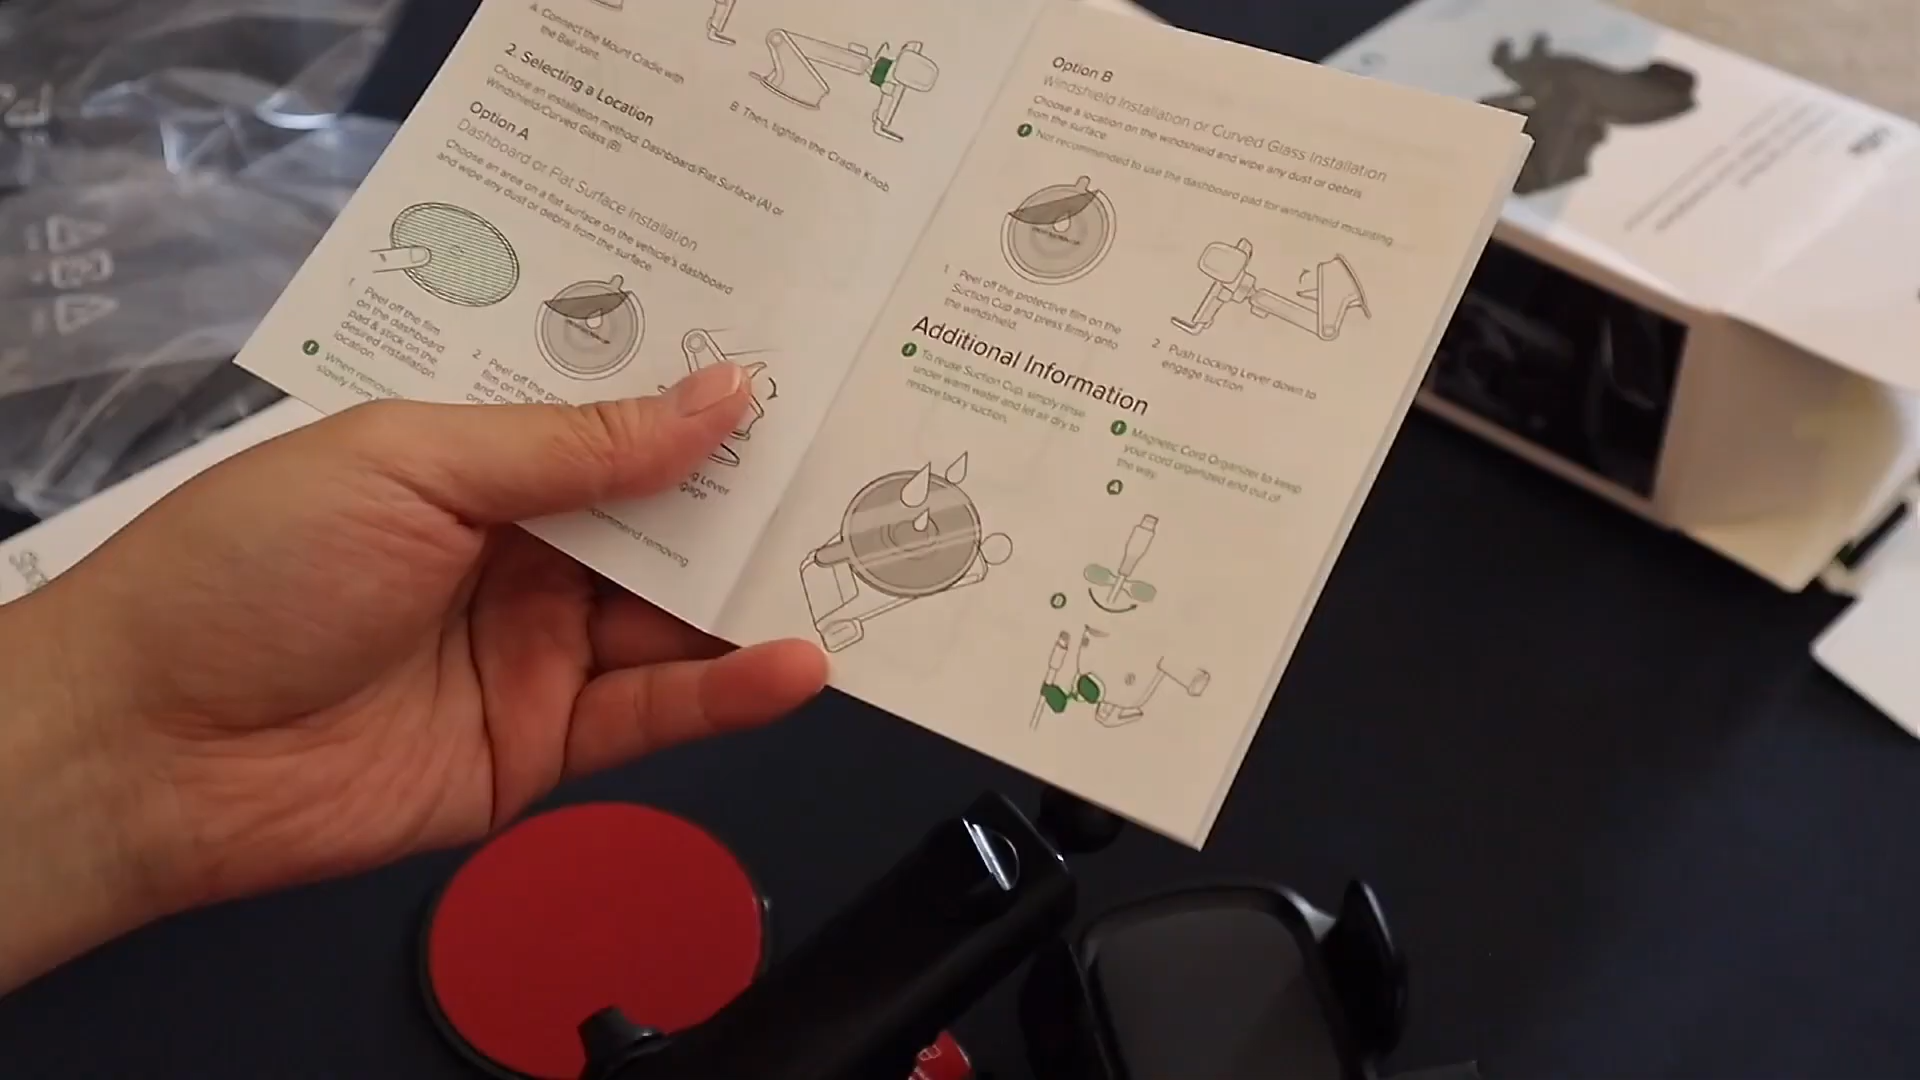 A. Connect the Mount Cradle with
the Ball Joint.
B. Then, tighten the Cradle Knob
2. Selecting a Location
Choose an installation method: Dashboard/Flat Surface (A) or
Windshield/Curved Glass (B).
Option A
Dashboard or Flat Surface Installation
Choose an area on a flat surface on the vehicle's dashboard
and wipe any dust or debris from the surface.
1 Peel off the film
on the dashboard
pad & stick on the
desired installation
location.
When removing
slowly from
2 Peel off the
film on the
and
g Lever
gage
commend removing
Option B
Windshield Installation or Curved Glass Installation
Choose a location on the windshield and wipe any dust or debris
from the surface.
Not recommended to use the dashboard pad for windshield mounting
1 Peel off the protective film on the
Suction Cup and press firmly onto
the windshield.
2 Push Locking Lever down to
engage suction
Additional Information
To reuse Suction Cup, simply rinse
under warm water and let air dry to
restore tacky suction.
Magnetic Cord Organizer to keep
your cord organized and out of
the way.
A
B